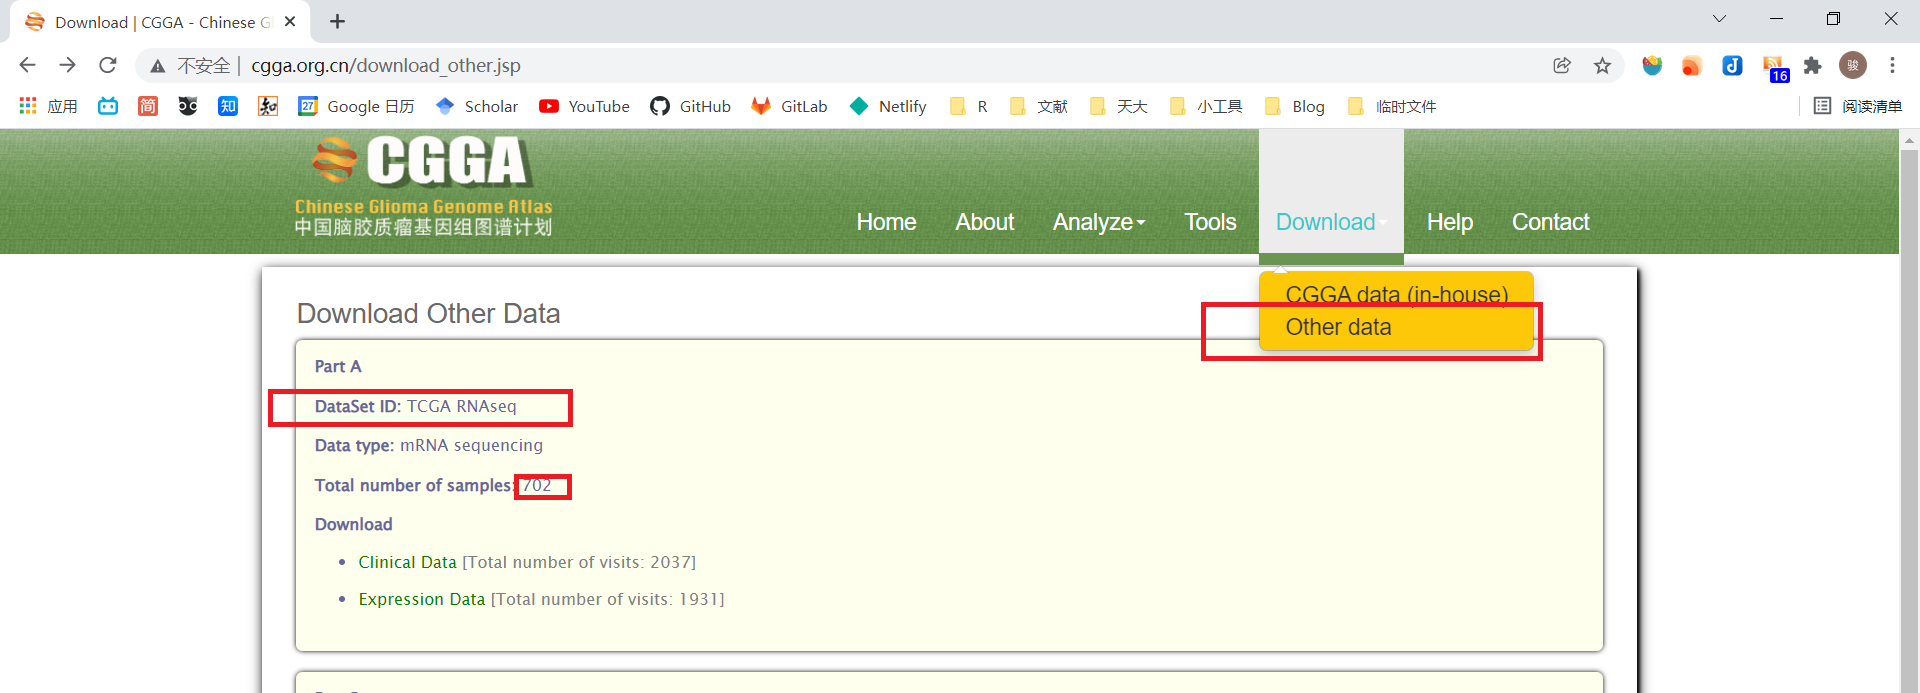 Download | CGGA - Chinese Gl
不安全 | cgga.org.cn/download_other.jsp
16
骏
应用 简 知 27 Google 日历 Scholar YouTube GitHub GitLab Netlify R 文献 天大 小工具 Blog 临时文件 阅读清单
CGGA
Chinese Glioma Genome Atlas
中国脑胶质瘤基因组图谱计划
Home About Analyze Tools Download Help Contact
CGGA data (in-house)
Other data
Download Other Data
Part A
DataSet ID: TCGA RNAseq
Data type: mRNA sequencing
Total number of samples: 702
Download
Clinical Data [Total number of visits: 2037]
Expression Data [Total number of visits: 1931]